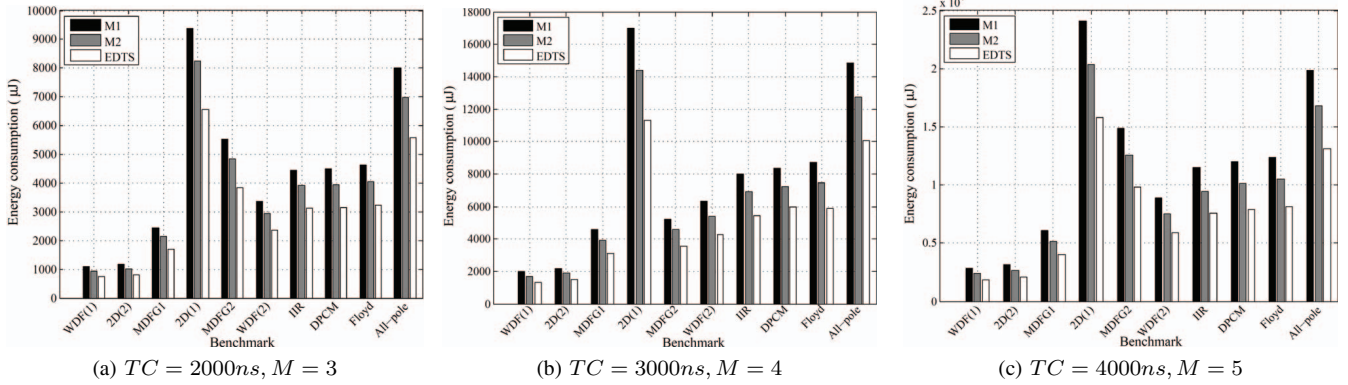 10000
9000
8000
7000
6000
5000
4000
3000
2000
1000
0
Energy consumption ( μJ)
M1
M2
EDTS
WDF(1)
2D(2)
MDFG1
2D(1)
MDFG2
WDF(2)
IIR
DPCM
Floyd
All-pole
Benchmark
(a) TC = 2000ns, M = 3
18000
16000
14000
12000
10000
8000
6000
4000
2000
0
Energy consumption ( μJ)
M1
M2
EDTS
WDF(1)
2D(2)
MDFG1
2D(1)
MDFG2
WDF(2)
IIR
DPCM
Floyd
All-pole
Benchmark
(b) TC = 3000ns, M = 4
x 10
2.5
2
1.5
1
0.5
0
Energy consumption ( μJ)
M1
M2
EDTS
WDF(1)
2D(2)
MDFG1
2D(1)
MDFG2
WDF(2)
IIR
DPCM
Floyd
All-pole
Benchmark
(c) TC = 4000ns, M = 5